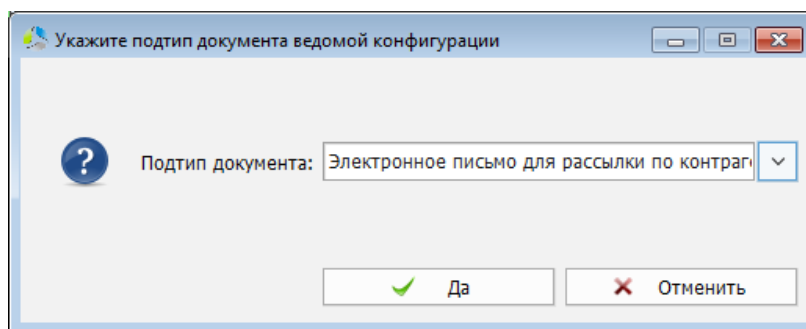 Укажите подтип документа ведомой конфигурации
Подтип документа: Электронное письмо для рассылки по контраг
Да Отменить